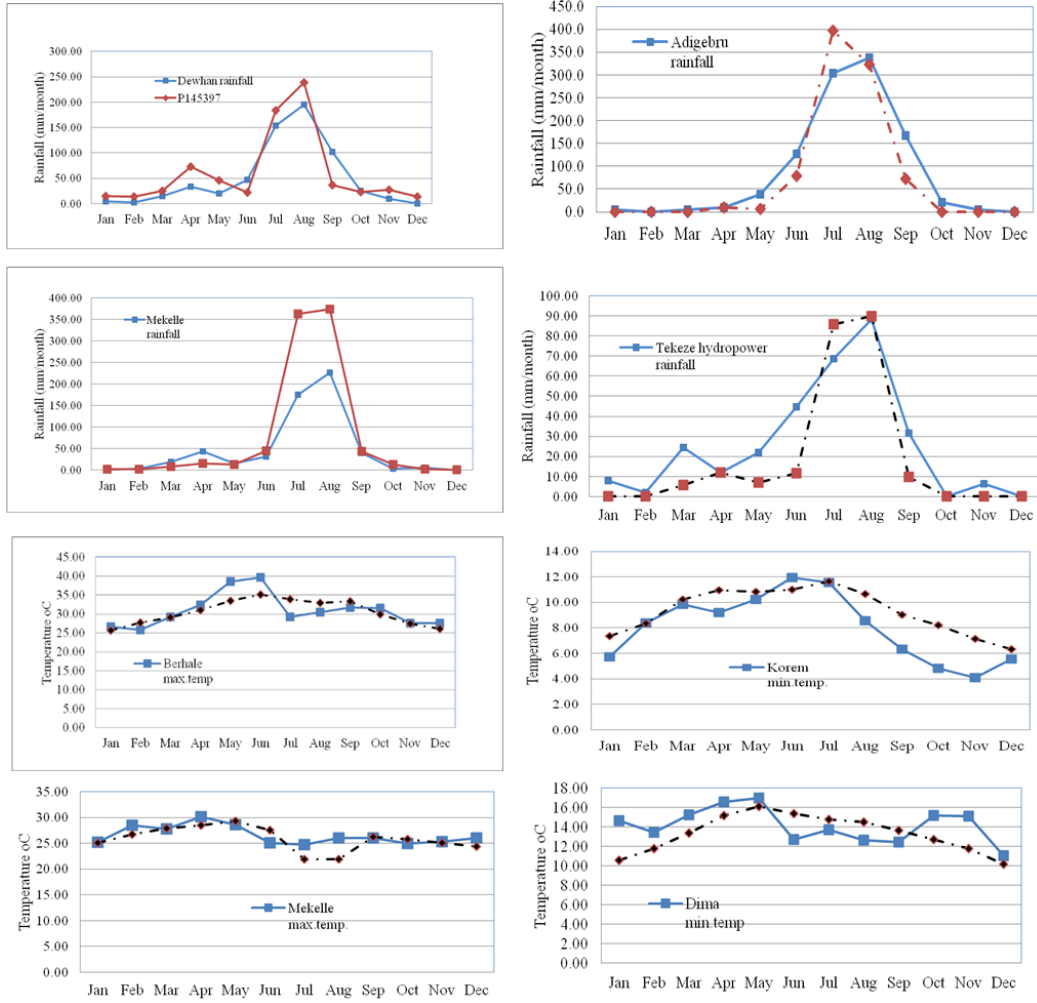 300.00
250.00
200.00
150.00
100.00
50.00
0.00
Rainfall (mm/month)
Dewhan rainfall
P145397
Jan Feb Mar Apr May Jun Jul Aug Sep Oct Nov Dec
450.0
400.0
350.0
300.0
250.0
200.0
150.0
100.0
50.0
0.0
Rainfall (mm/month)
Adigebru
rainfall
Jan Feb Mar Apr May Jun Jul Aug Sep Oct Nov Dec
400.00
350.00
300.00
250.00
200.00
150.00
100.00
50.00
0.00
Rainfall (mm/month)
Mekelle
rainfall
Jan Feb Mar Apr May Jun Jul Aug Sep Oct Nov Dec
100.00
90.00
80.00
70.00
60.00
50.00
40.00
30.00
20.00
10.00
0.00
Rainfall (mm/month)
Tekeze hydropower
rainfall
Jan Feb Mar Apr May Jun Jul Aug Sep Oct Nov Dec
45.00
40.00
35.00
30.00
25.00
20.00
15.00
10.00
5.00
0.00
Temperature oC
Berhale
max.temp
Jan Feb Mar Apr May Jun Jul Aug Sep Oct Nov Dec
14.00
12.00
10.00
8.00
6.00
4.00
2.00
0.00
Temperature oC
Korem
min.temp.
Jan Feb Mar Apr May Jun Jul Aug Sep Oct Nov Dec
35.00
30.00
25.00
20.00
15.00
10.00
5.00
0.00
Temperature oC
Mekelle
max.temp.
Jan Feb Mar Apr May Jun Jul Aug Sep Oct Nov Dec
18.00
16.00
14.00
12.00
10.00
8.00
6.00
4.00
2.00
0.00
Temperature oC
Dima
min.temp
Jan Feb Mar Apr May Jun Jul Aug Sep Oct Nov Dec